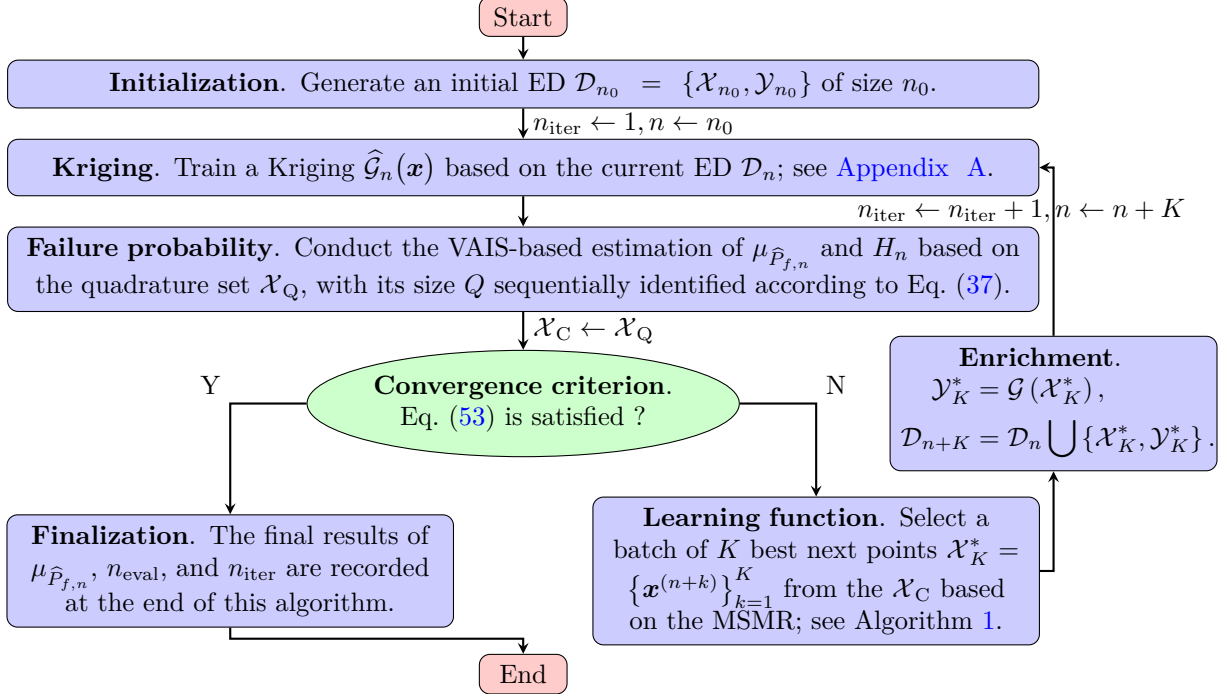 Start
Initialization. Generate an initial ED 𝒟_{n_0} = {𝒳_{n_0}, 𝒴_{n_0}} of size n_0.
n_iter ← 1, n ← n_0
Kriging. Train a Kriging 𝒢̂_n(𝒙) based on the current ED 𝒟_n; see Appendix A.
n_iter ← n_iter + 1, n ← n + K
Failure probability. Conduct the VAIS-based estimation of μ_{P̂_{f,n}} and H_n based on
the quadrature set 𝒳_Q, with its size Q sequentially identified according to Eq. (37).
𝒳_C ← 𝒳_Q
Y
Convergence criterion.
Eq. (53) is satisfied ?
N
Enrichment.
𝒴*_K = 𝒢 (𝒳*_K) ,
𝒟_{n+K} = 𝒟_n ⋃ {𝒳*_K, 𝒴*_K} .
Finalization. The final results of
μ_{P̂_{f,n}}, n_eval, and n_iter are recorded
at the end of this algorithm.
Learning function. Select a
batch of K best next points 𝒳*_K =
{𝒙^{(n+k)}}_{k=1}^{K} from the 𝒳_C based
on the MSMR; see Algorithm 1.
End